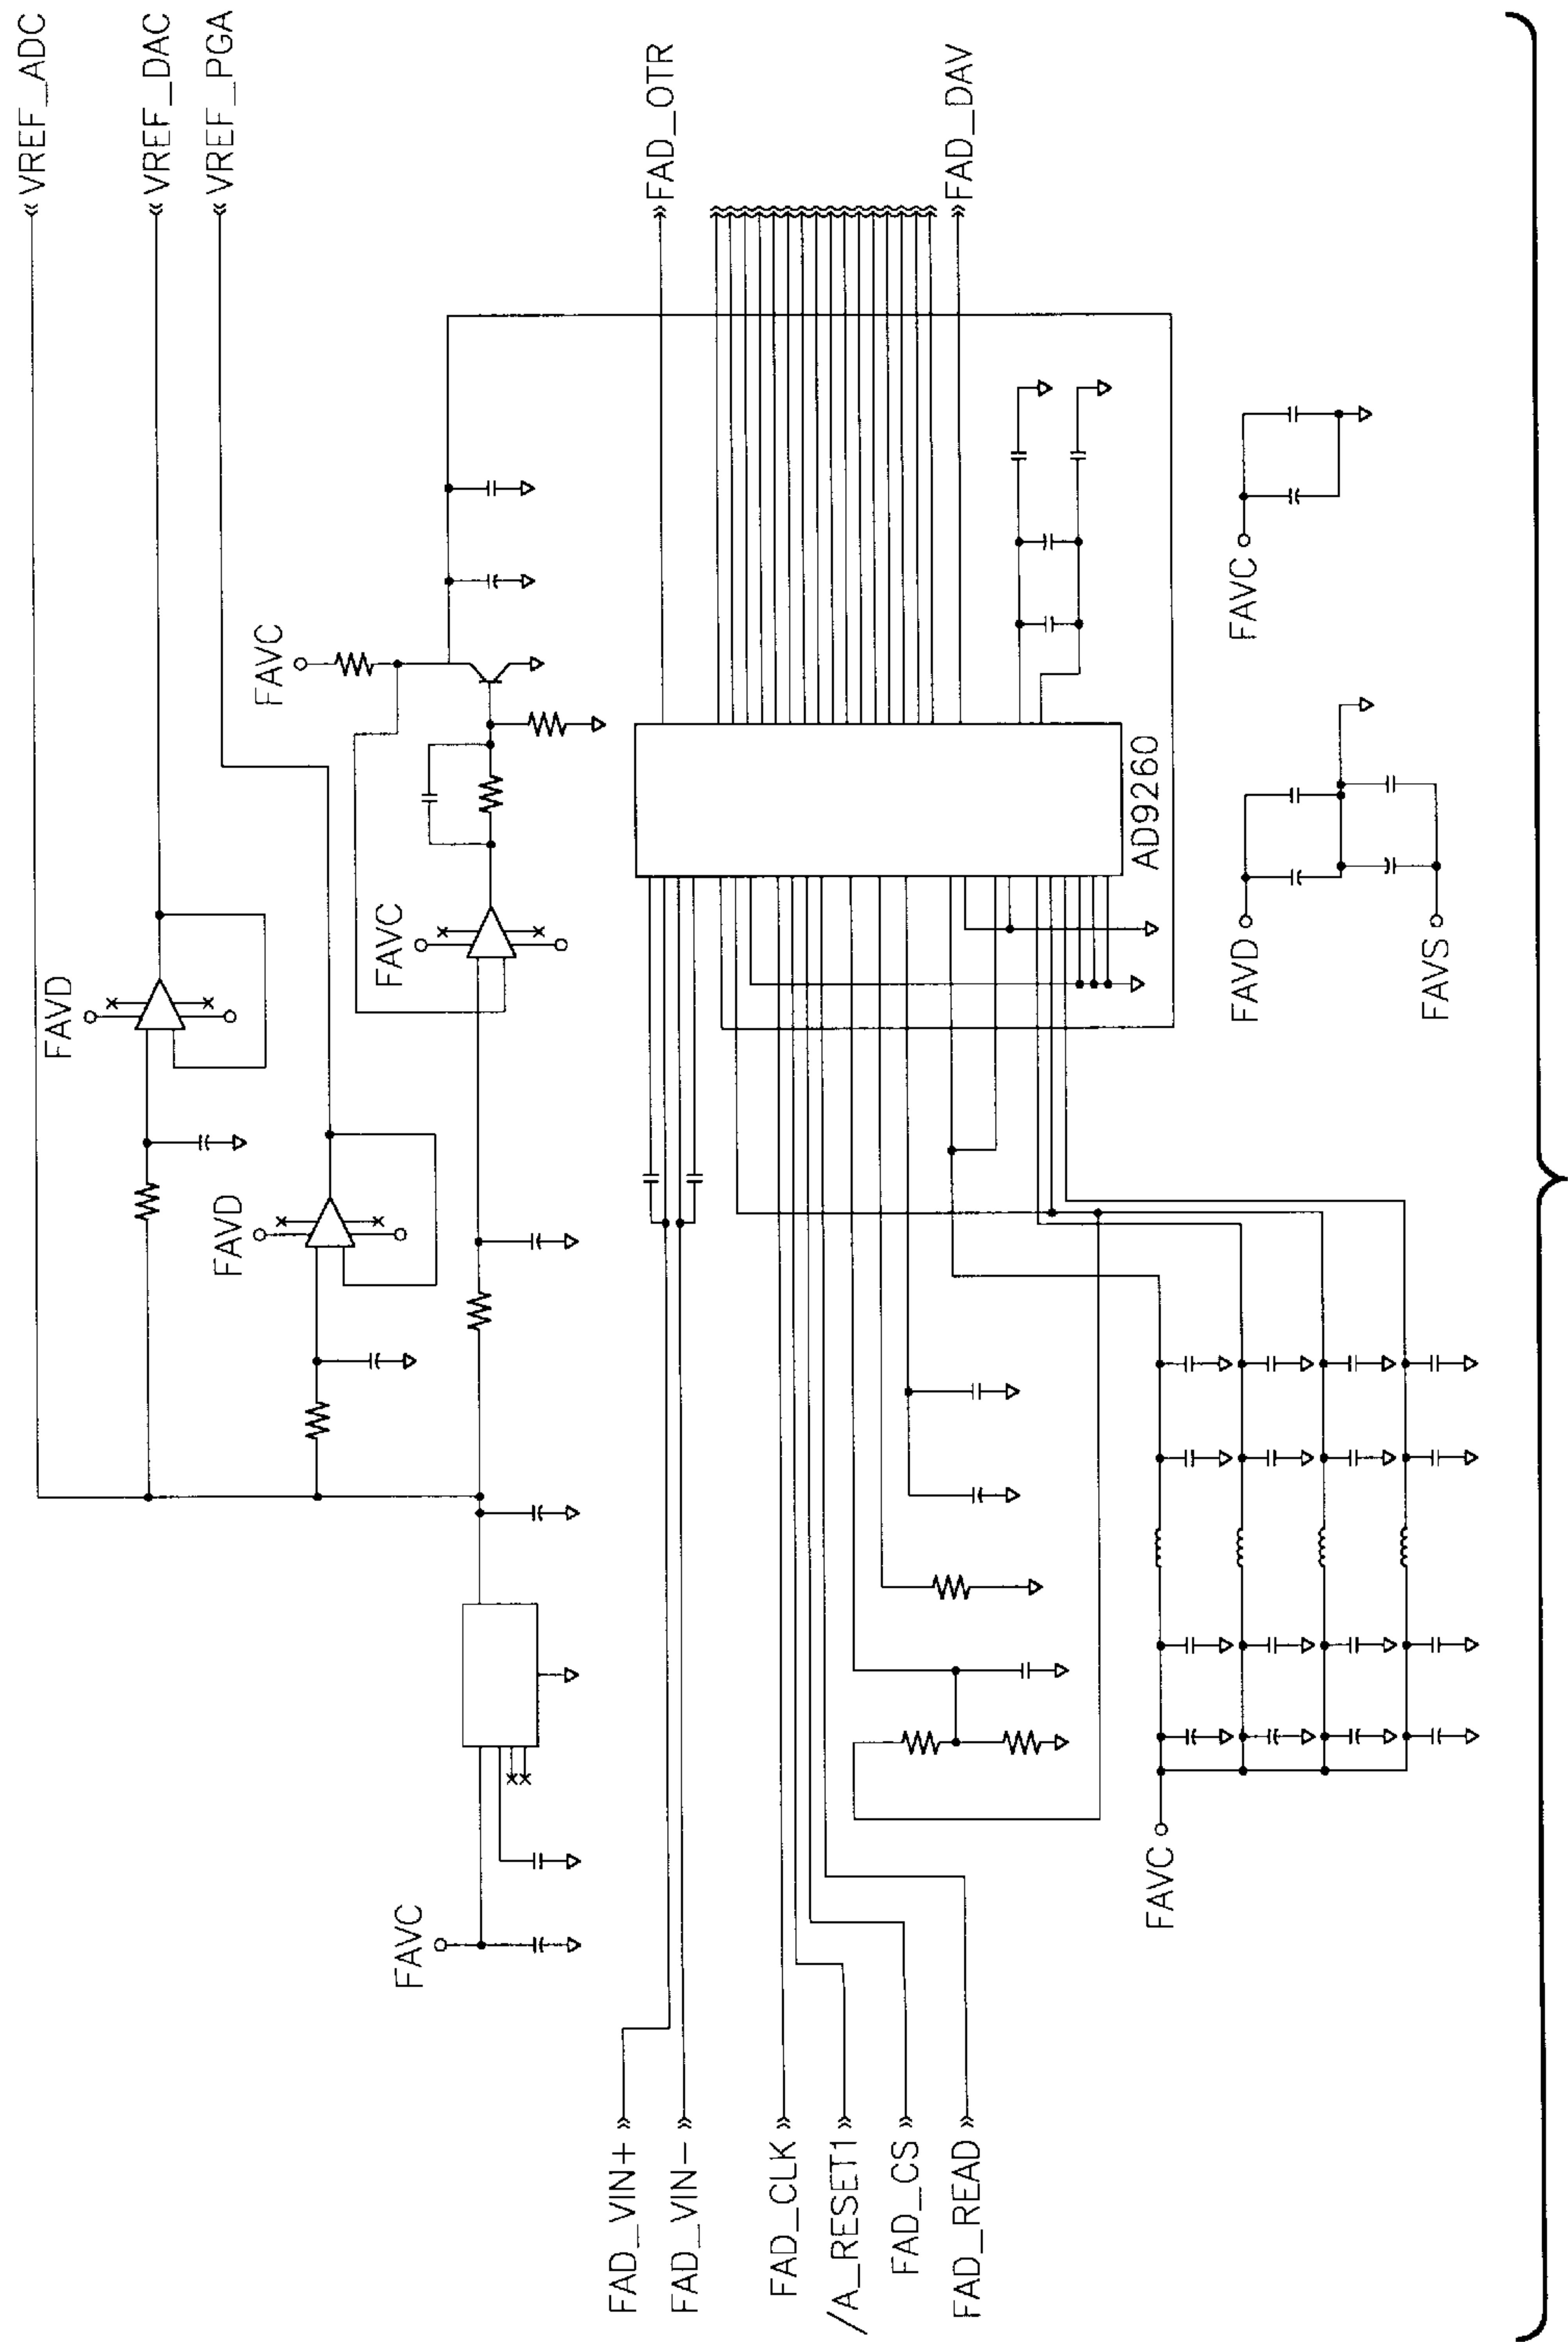 VREF_ADC
VREF_DAC
VREF_PGA
FAVD
FAVD
FAVC
FAVC
FAVC
FAD_VIN+
FAD_VIN-
FAD_CLK
/A_RESET1
FAD_CS
FAD_READ
FAD_OTR
FAD_DAV
AD9260
FAVC
FAVD
FAVS
FAVC